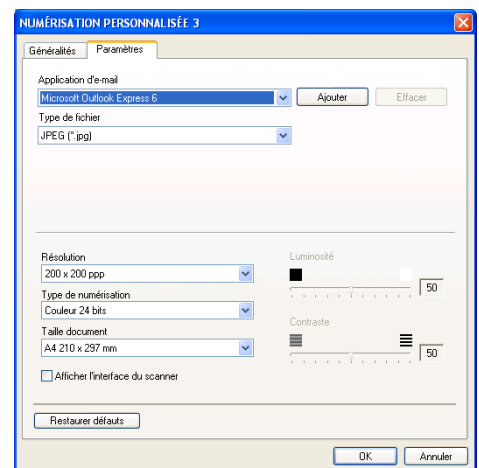 NUMÉRISATION PERSONNALISÉE 3
Généralités Paramètres
Application d'e-mail
Microsoft Outlook Express 6 Ajouter Effacer
Type de fichier
JPEG (*.jpg)
Résolution Luminosité
200 x 200 ppp 50
Type de numérisation
Couleur 24 bits
Contraste
Taille document
A4 210 x 297 mm 50
Afficher l'interface du scanner
Restaurer défauts
OK Annuler